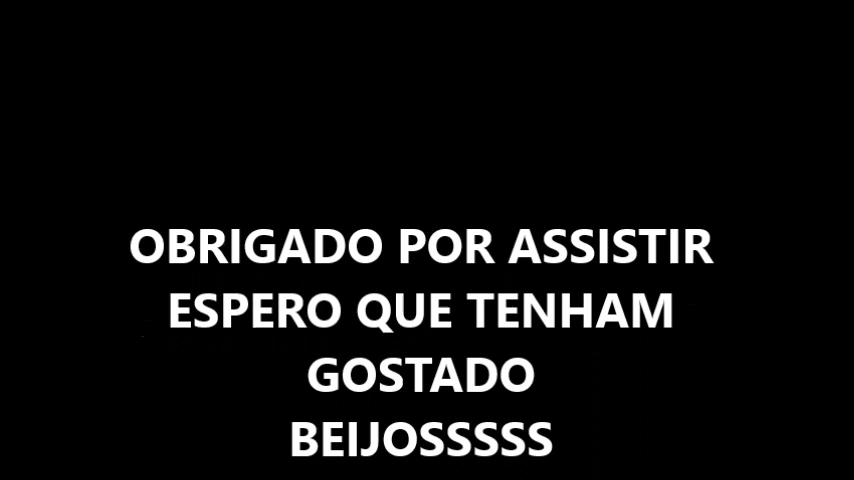 OBRIGADO POR ASSISTIR
ESPERO QUE TENHAM
GOSTADO
BEIJOSSSSS